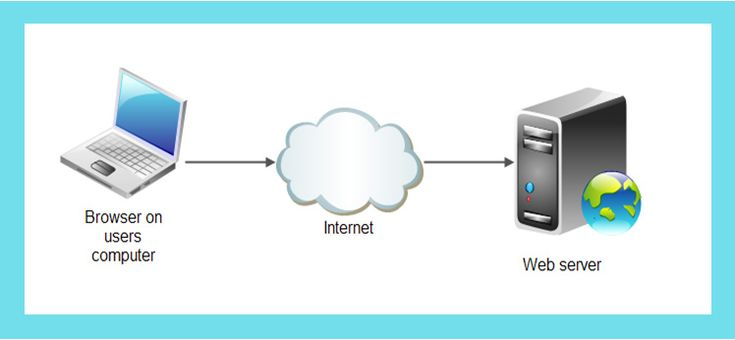 Browser on
users
computer
Internet
Web server